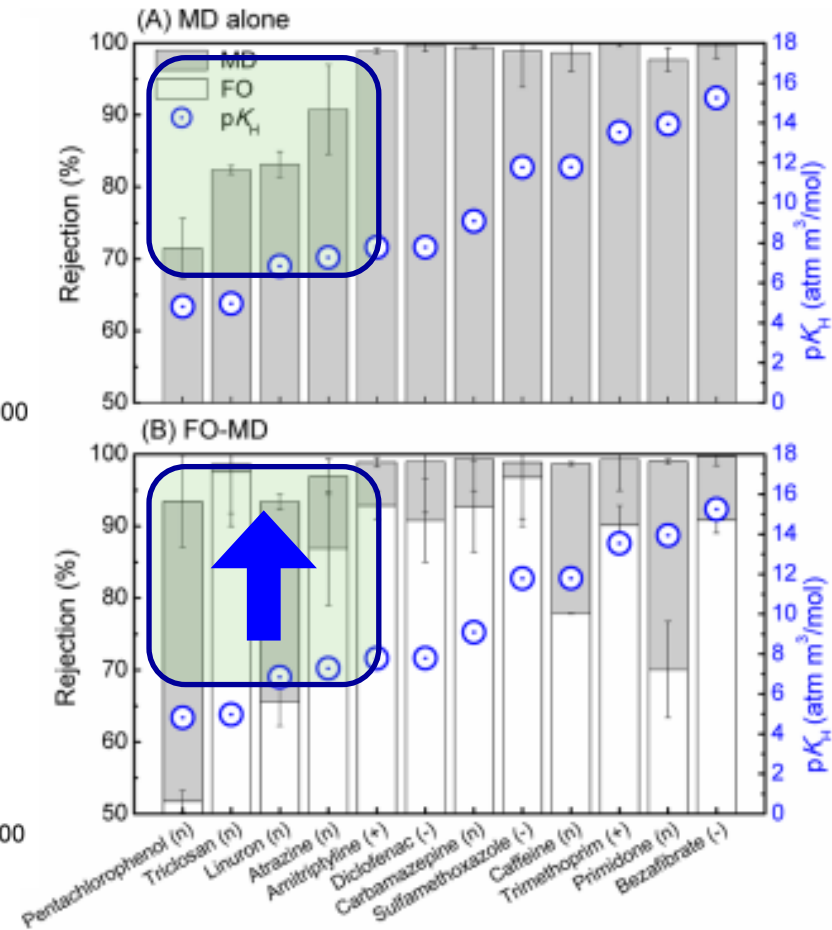 (A) MD alone
100
90
80
70
60
50
Rejection (%)
MD
FO
pKH
18
16
14
12
10
8
6
4
2
0
pKH (atm m3/mol)
00
(B) FO-MD
100
90
80
70
60
50
Rejection (%)
18
16
14
12
10
8
6
4
2
0
pKH (atm m3/mol)
00
Pentachlorophenol (n)
Triclosan (n)
Linuron (n)
Atrazine (n)
Amitriptyline (+)
Diclofenac (-)
Carbamazepine (n)
Sulfamethoxazole (-)
Caffeine (n)
Trimethoprim (+)
Primidone (n)
Bezafibrate (-)